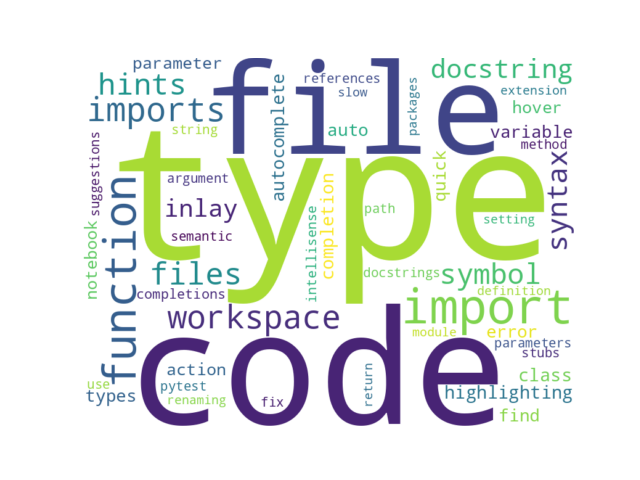 parameter
file
references
docstring
hints
slow
extension
imports
autocomplete
packages
hover
string
auto
variable
method
type
suggestions
function
argument
inlay
semantic
completion
intellisense
path
quick
setting
syntax
notebook
files
docstrings
symbol
completions
definition
workspace
import
code
module
error
parameters
stubs
action
return
class
use
types
pytest
renaming
fix
highlighting
find